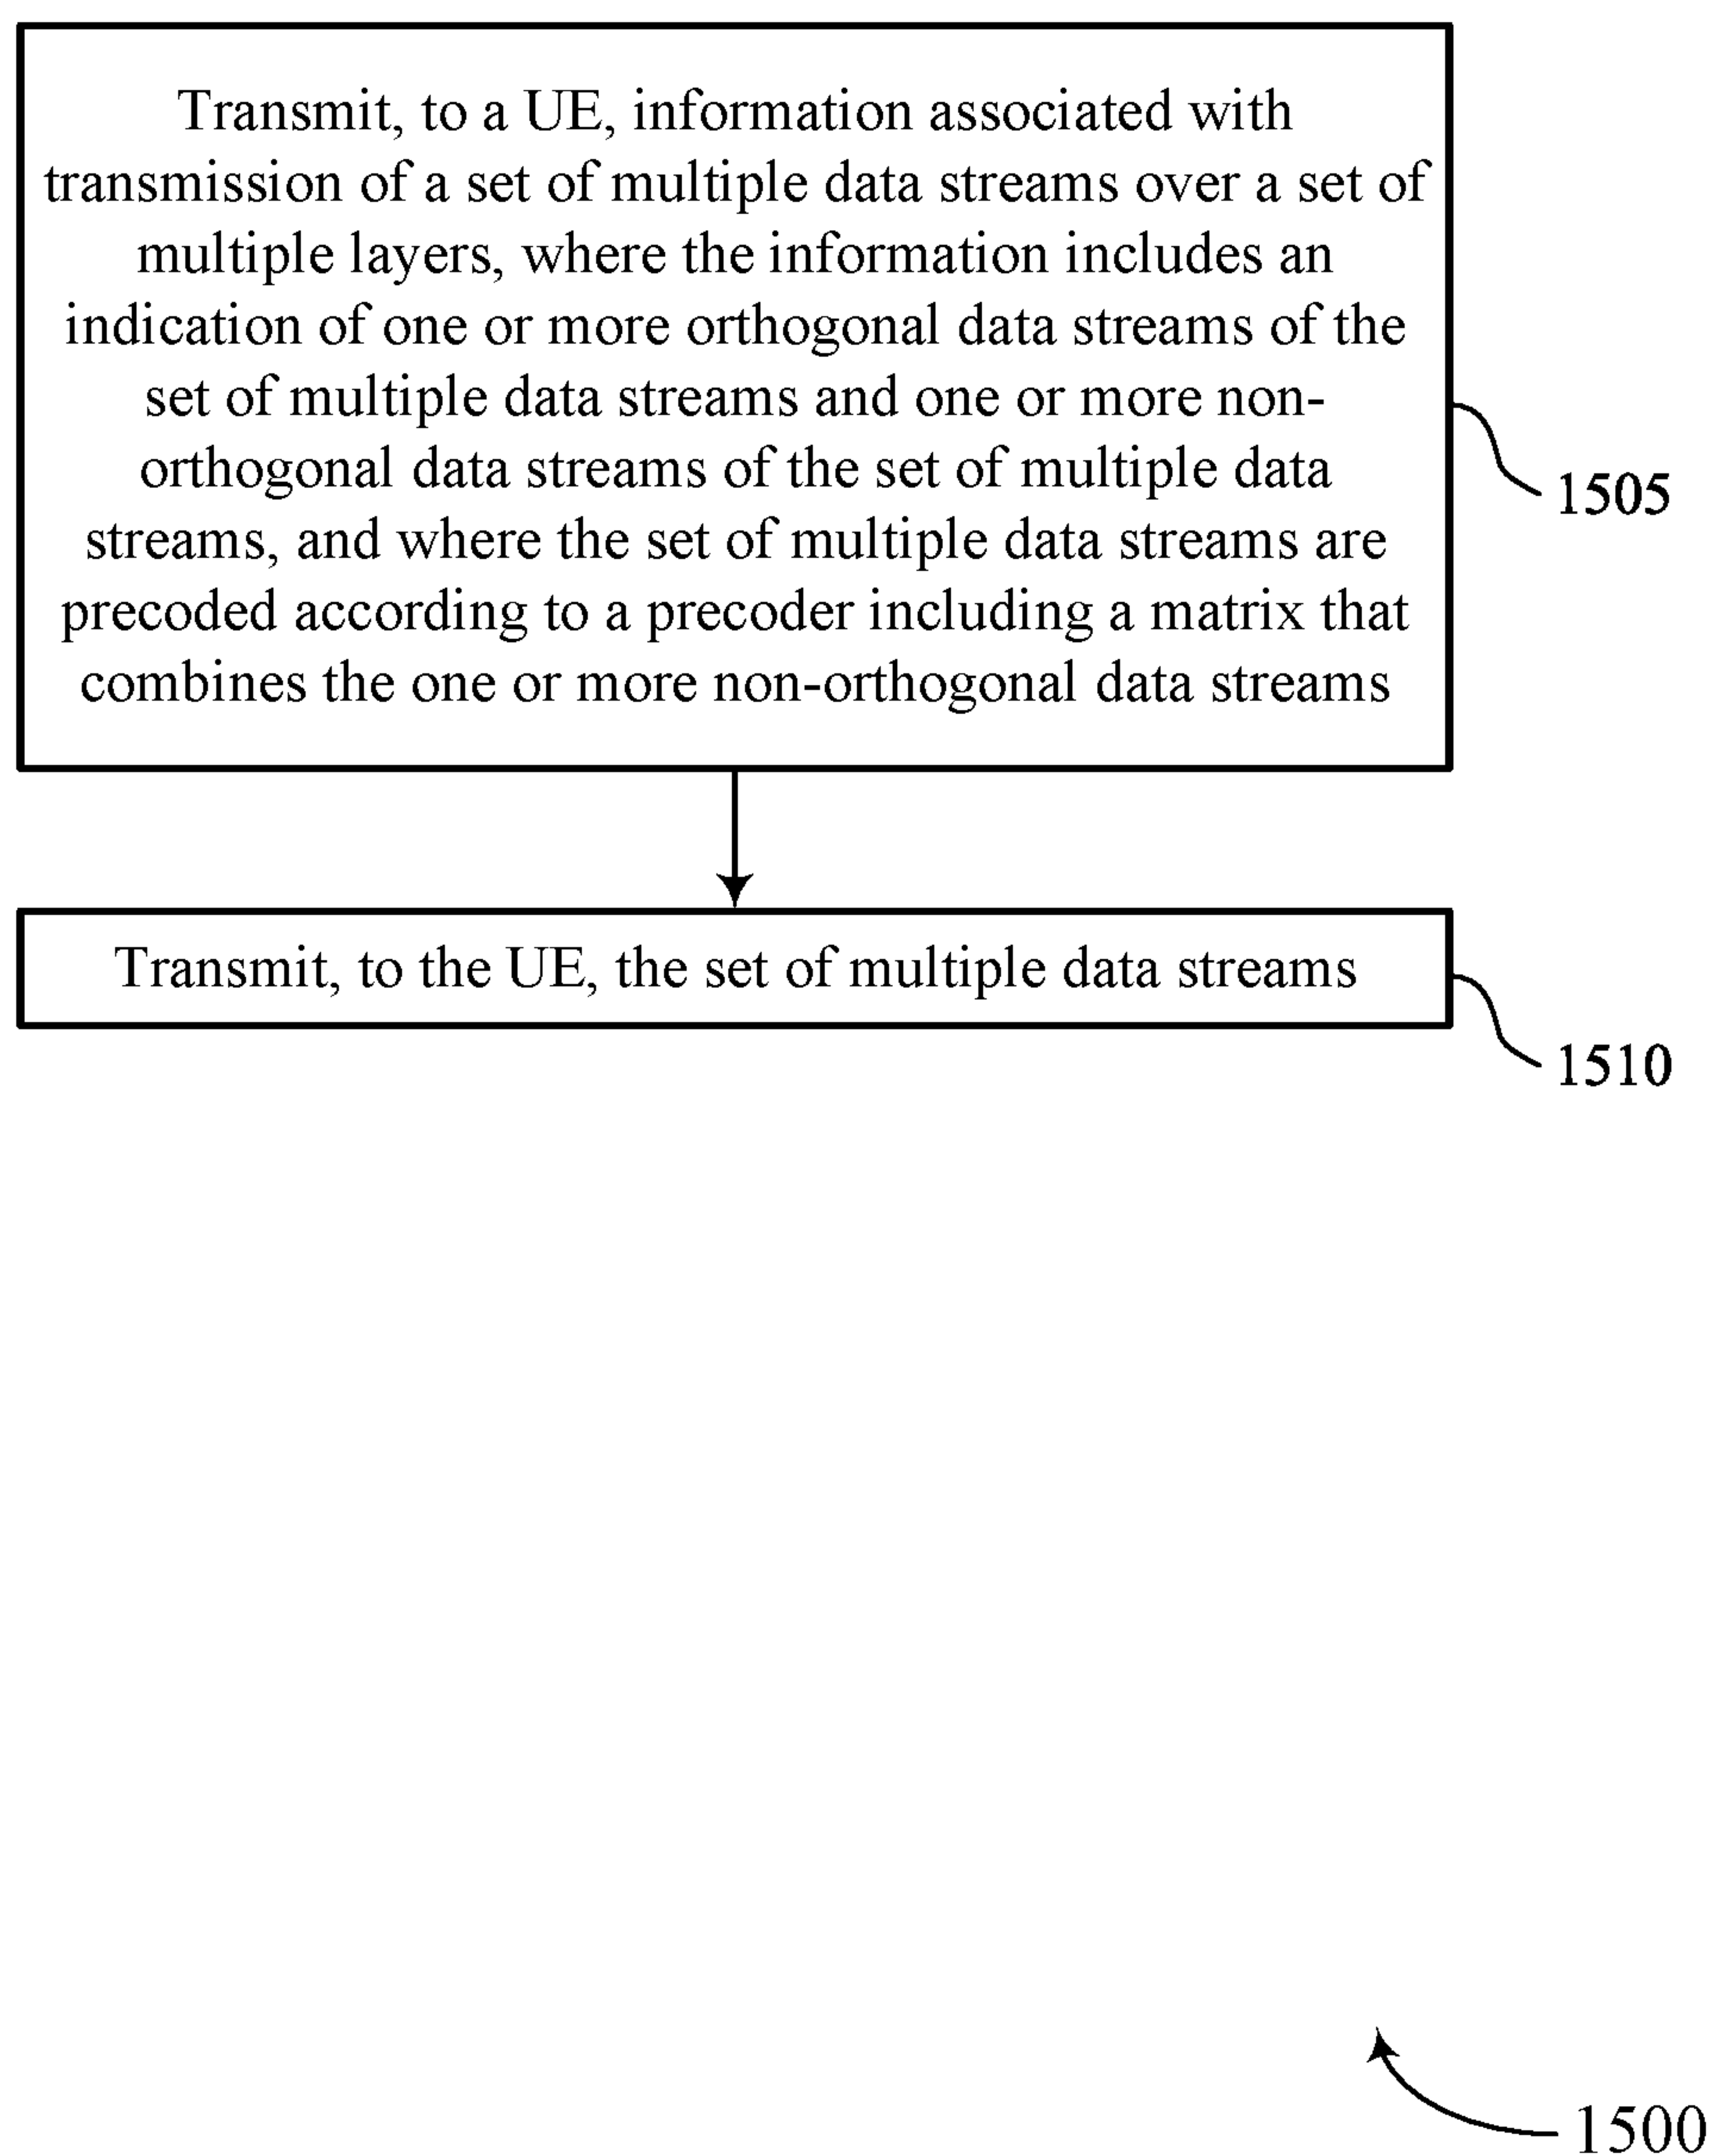 Transmit, to a UE, information associated with
transmission of a set of multiple data streams over a set of
multiple layers, where the information includes an
indication of one or more orthogonal data streams of the
set of multiple data streams and one or more non-
orthogonal data streams of the set of multiple data
streams, and where the set of multiple data streams are
precoded according to a precoder including a matrix that
combines the one or more non-orthogonal data streams
1505
Transmit, to the UE, the set of multiple data streams
1510
1500